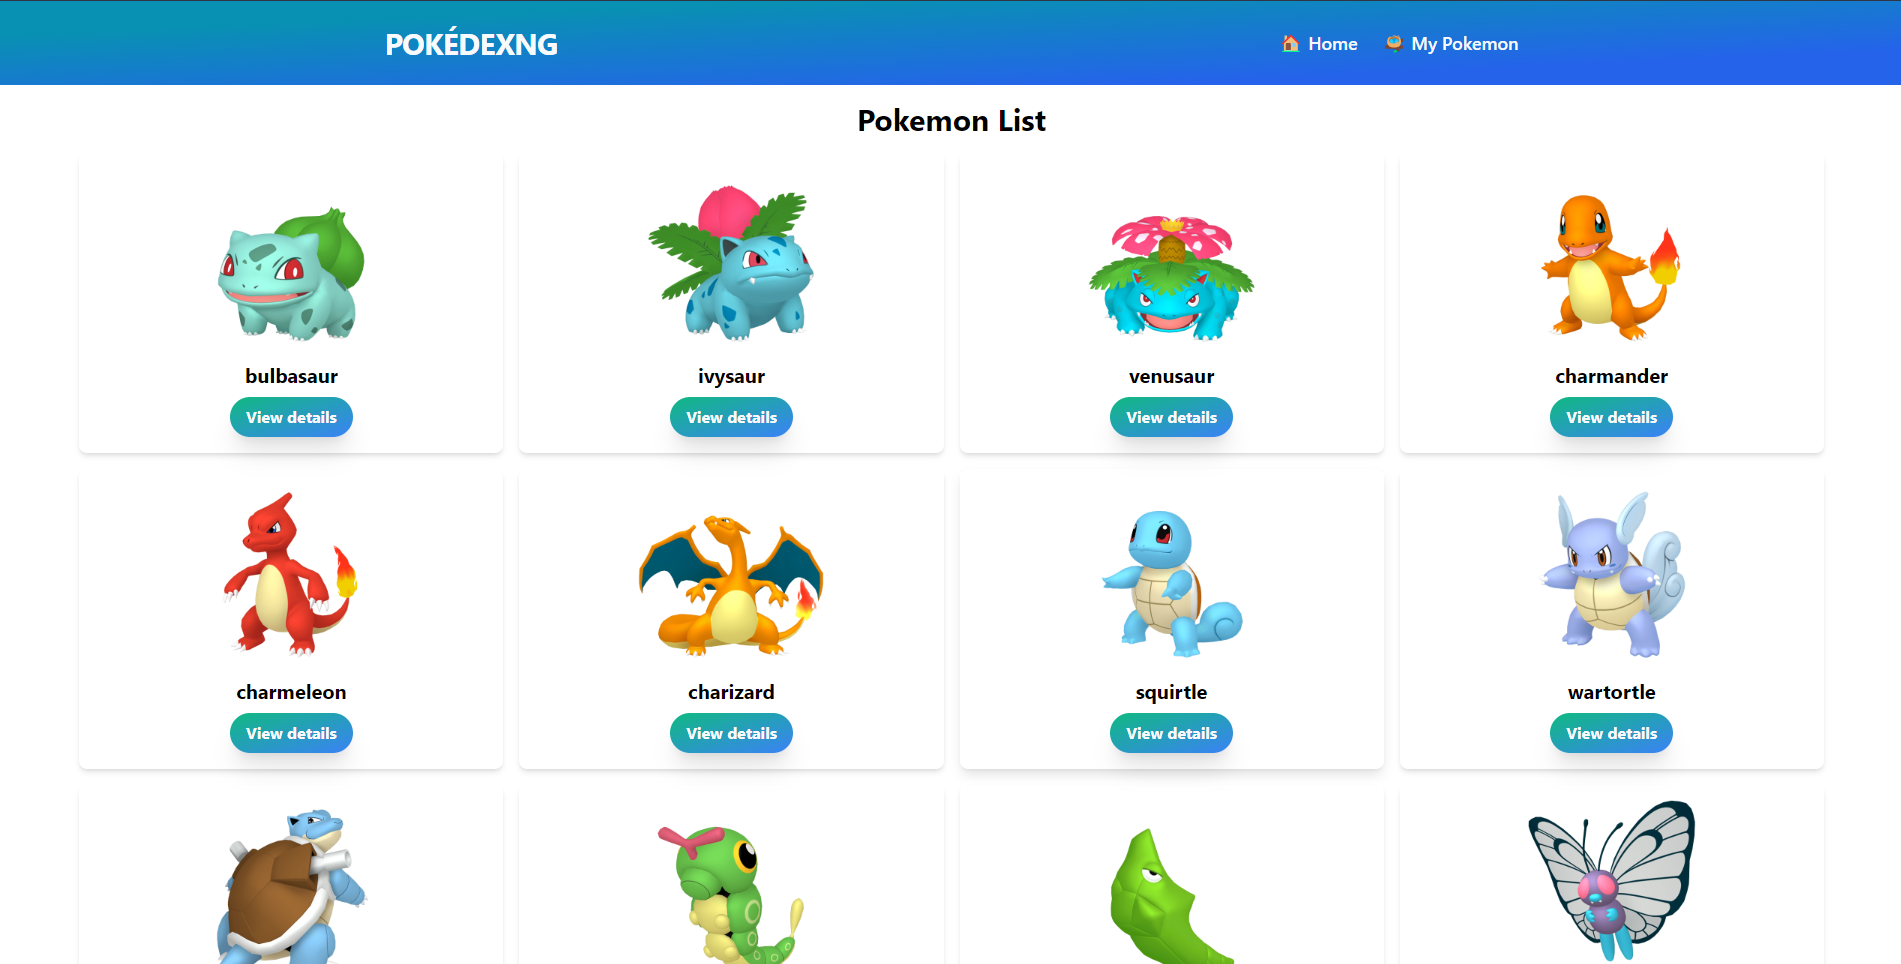 POKÉDEXNG
Home
My Pokemon
Pokemon List
bulbasaur
ivysaur
venusaur
charmander
View details
View details
View details
View details
charmeleon
charizard
squirtle
wartortle
View details
View details
View details
View details